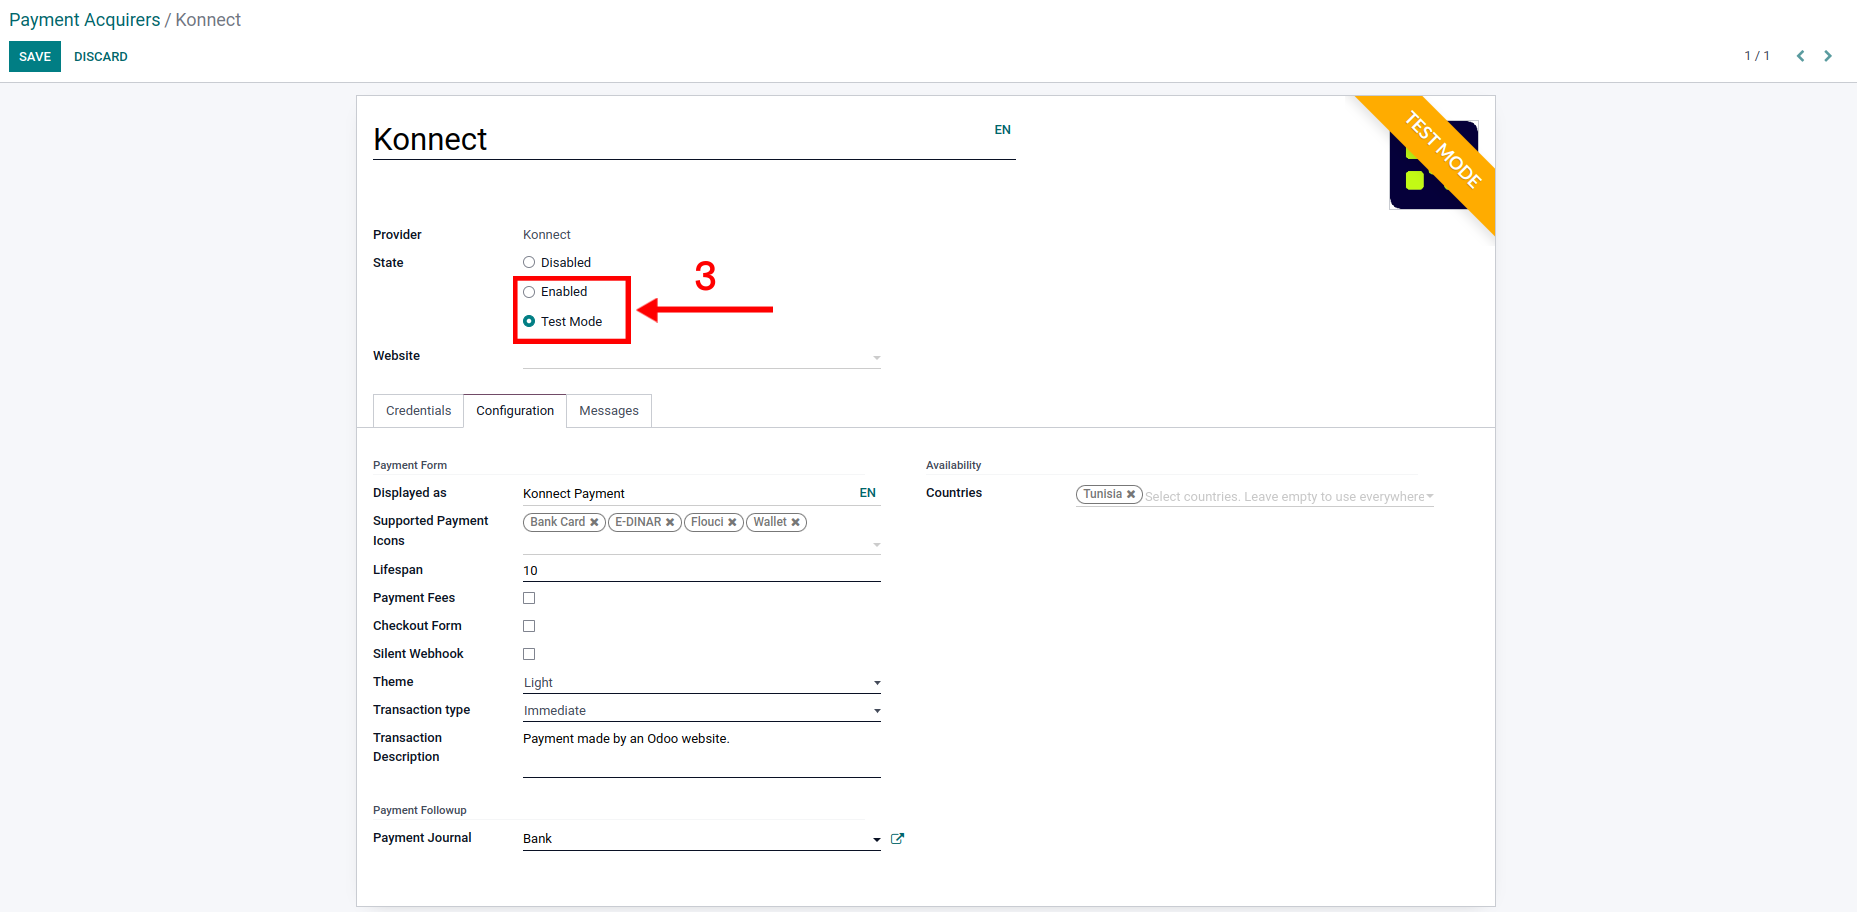 Payment Acquirers / Konnect
SAVE DISCARD
1 / 1
Konnect EN
TEST MODE
Provider Konnect
State Disabled
3
Enabled
Test Mode
Website
Credentials Configuration Messages
Payment Form
Displayed as Konnect Payment EN
Supported Payment Icons Bank Card E-DINAR Flouci Wallet
Lifespan 10
Payment Fees
Checkout Form
Silent Webhook
Theme Light
Transaction type Immediate
Transaction Description Payment made by an Odoo website.
Payment Followup
Payment Journal Bank
Availability
Countries Tunisia Select countries. Leave empty to use everywhere